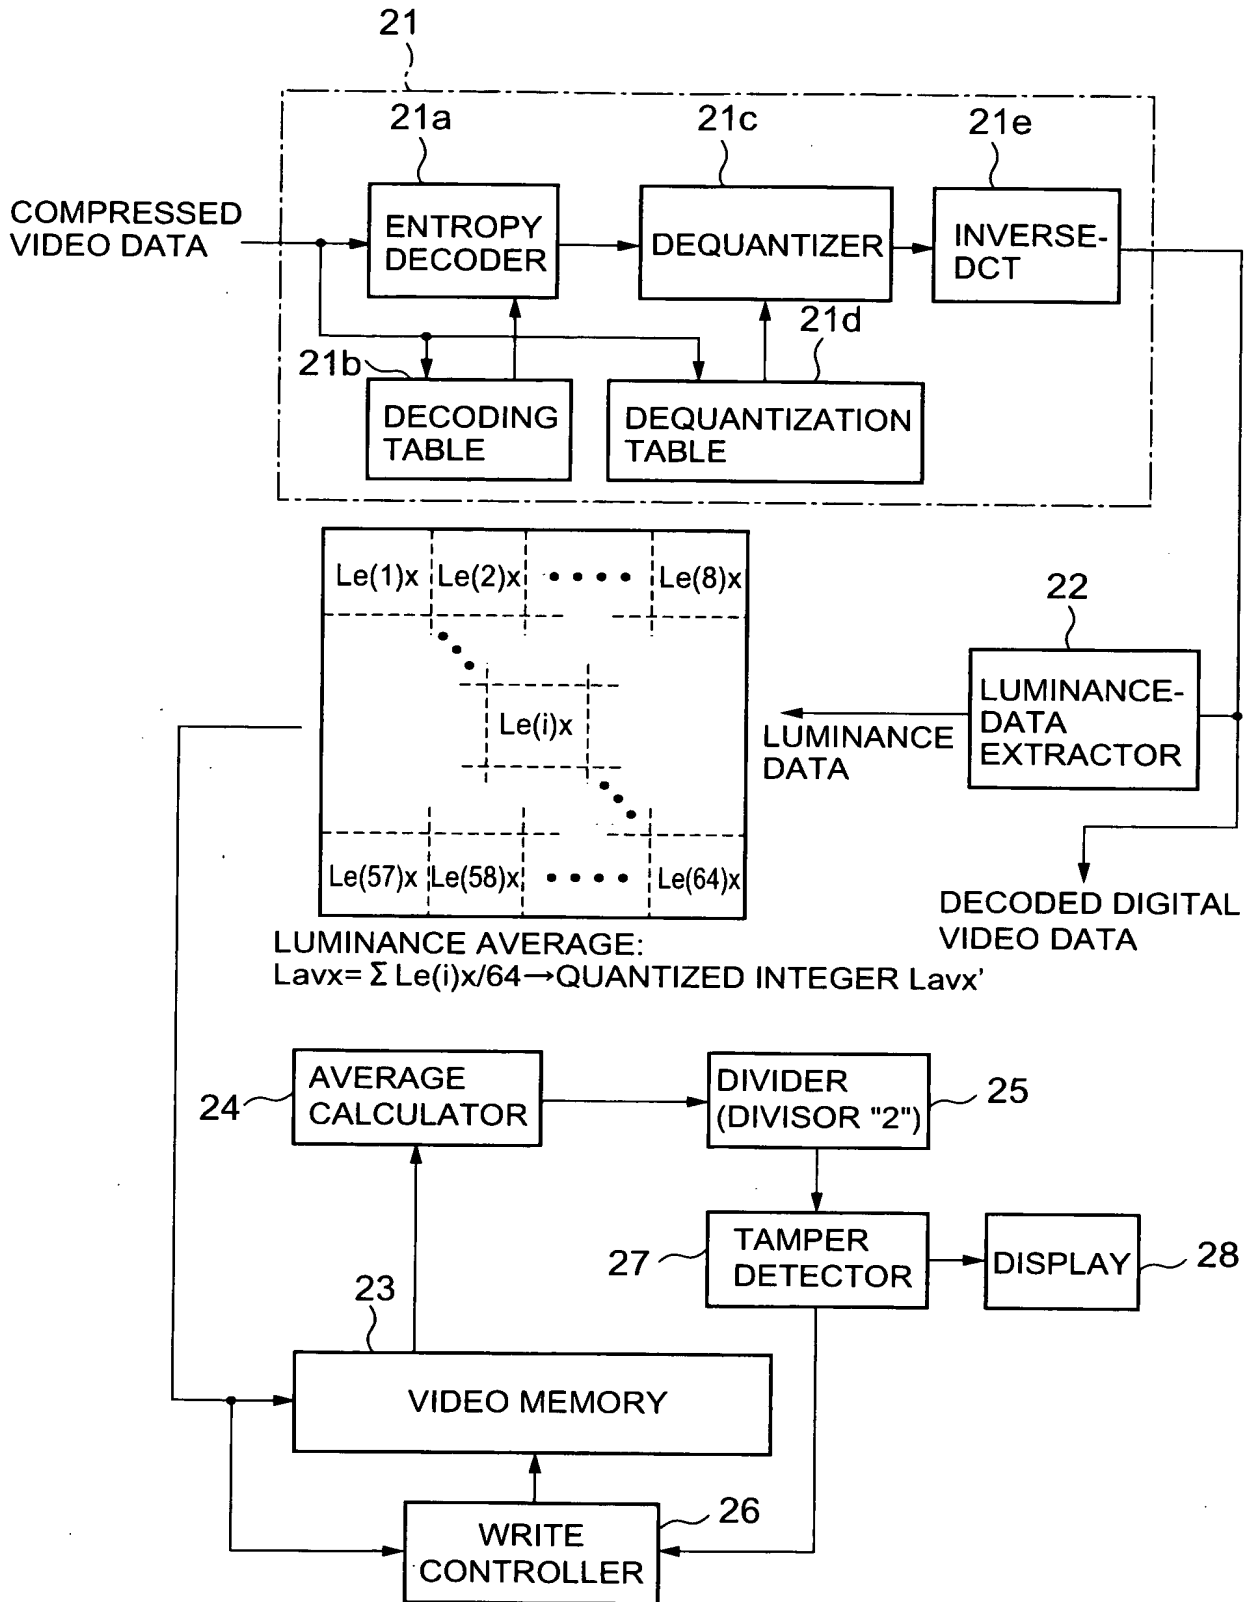 21
21a
21c
21e
COMPRESSED
VIDEO DATA
ENTROPY
DECODER
DEQUANTIZER
INVERSE-
DCT
21b
21d
DECODING
TABLE
DEQUANTIZATION
TABLE
Le(1)x Le(2)x Le(8)x
Le(i)x
Le(57)x Le(58)x Le(64)x
22
LUMINANCE-
DATA
EXTRACTOR
LUMINANCE
DATA
DECODED DIGITAL
VIDEO DATA
LUMINANCE AVERAGE:
Lavx= Σ Le(i)x/64→QUANTIZED INTEGER Lavx'
24
AVERAGE
CALCULATOR
DIVIDER
(DIVISOR "2")
25
27
TAMPER
DETECTOR
DISPLAY
28
23
VIDEO MEMORY
26
WRITE
CONTROLLER